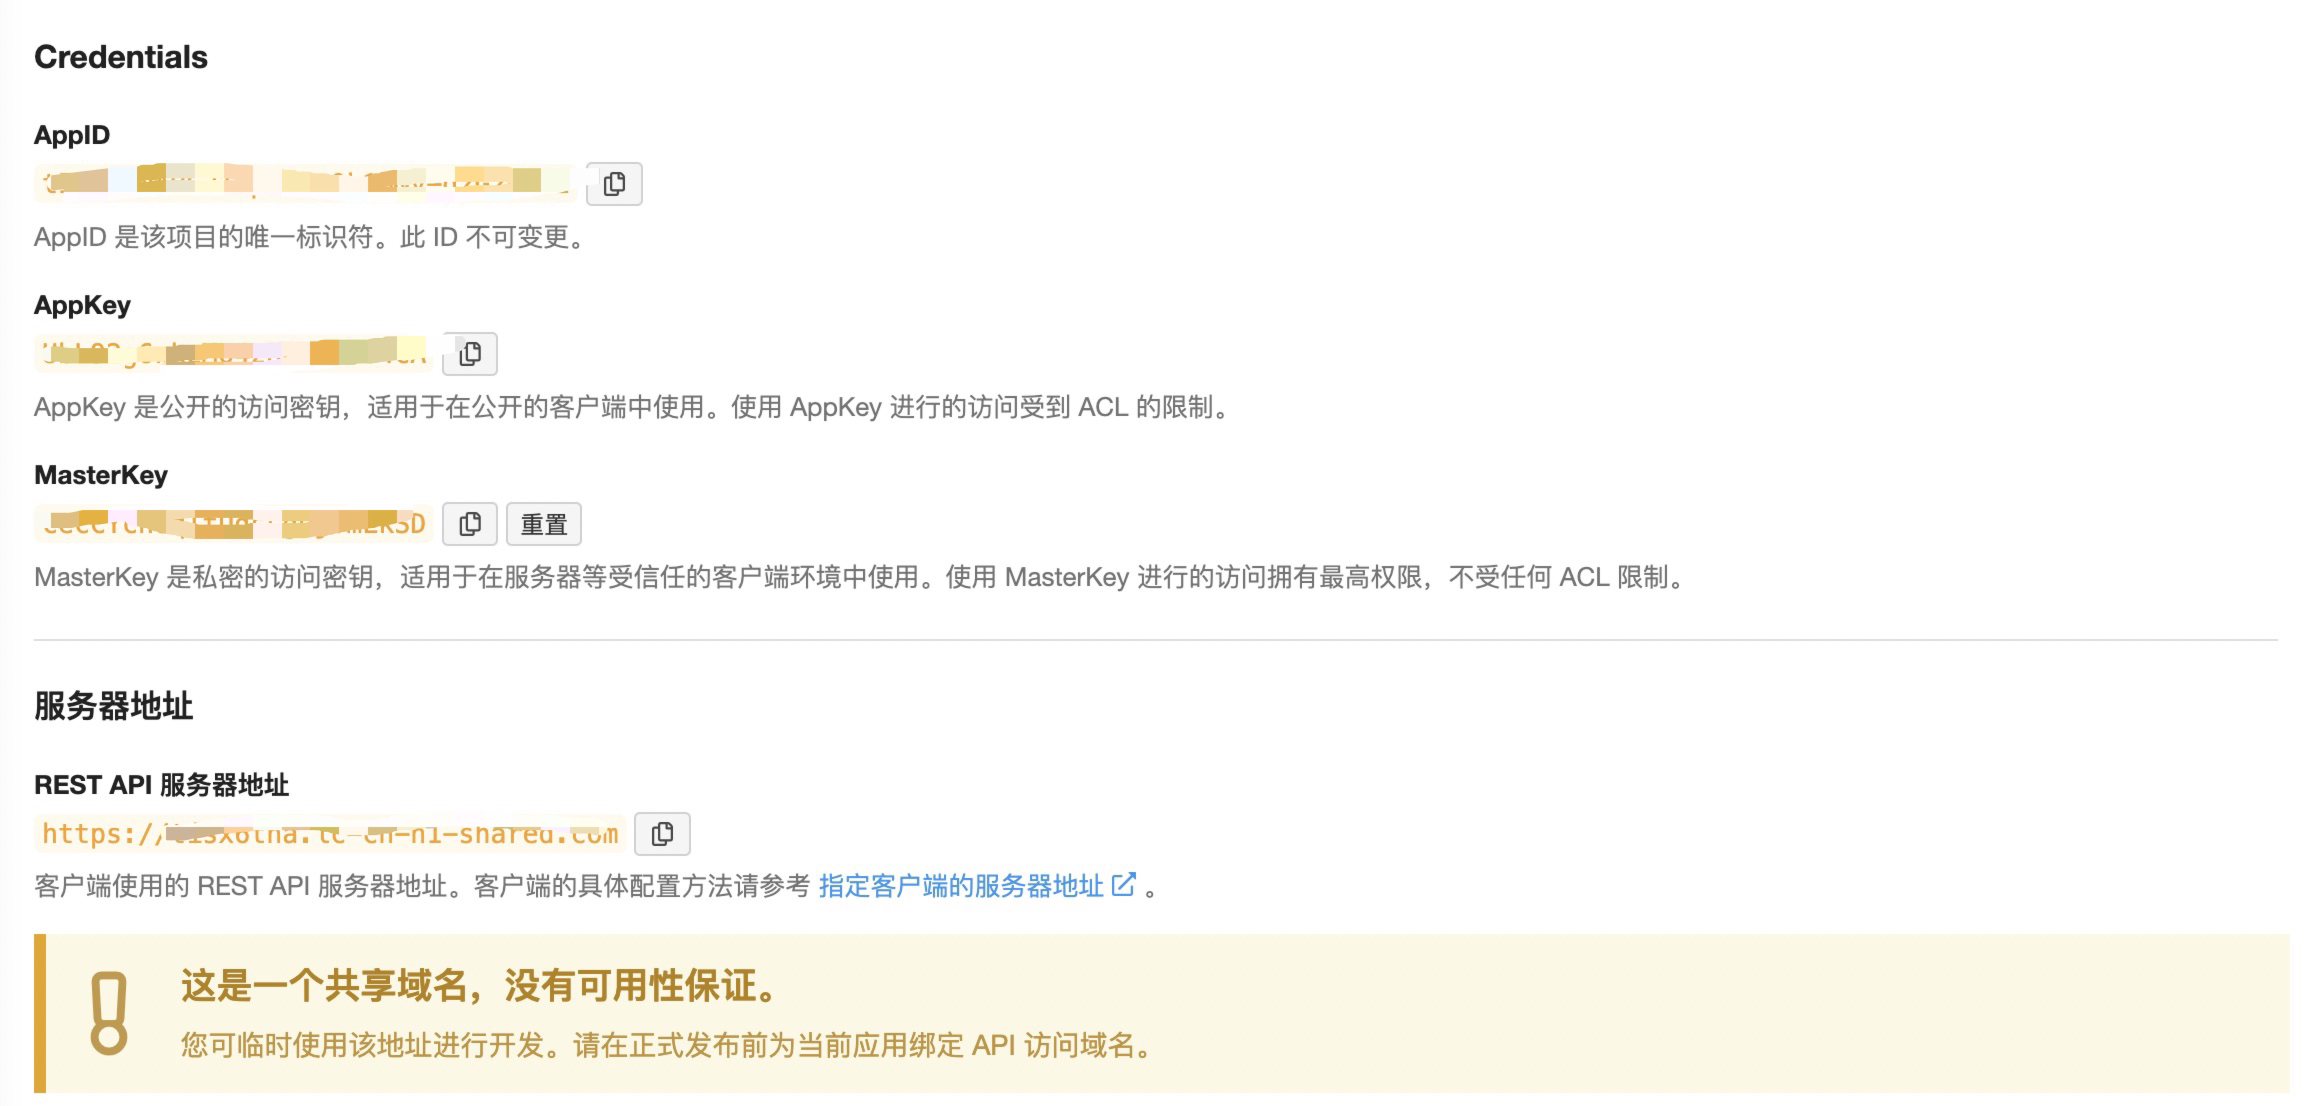 Credentials
AppID
AppID 是该项目的唯一标识符。此 ID 不可变更。
AppKey
AppKey 是公开的访问密钥，适用于在公开的客户端中使用。使用 AppKey 进行的访问受到 ACL 的限制。
MasterKey
重置
MasterKey 是私密的访问密钥，适用于在服务器等受信任的客户端环境中使用。使用 MasterKey 进行的访问拥有最高权限，不受任何 ACL 限制。
服务器地址
REST API 服务器地址
https://
客户端使用的 REST API 服务器地址。客户端的具体配置方法请参考 指定客户端的服务器地址 。
这是一个共享域名，没有可用性保证。
您可临时使用该地址进行开发。请在正式发布前为当前应用绑定 API 访问域名。